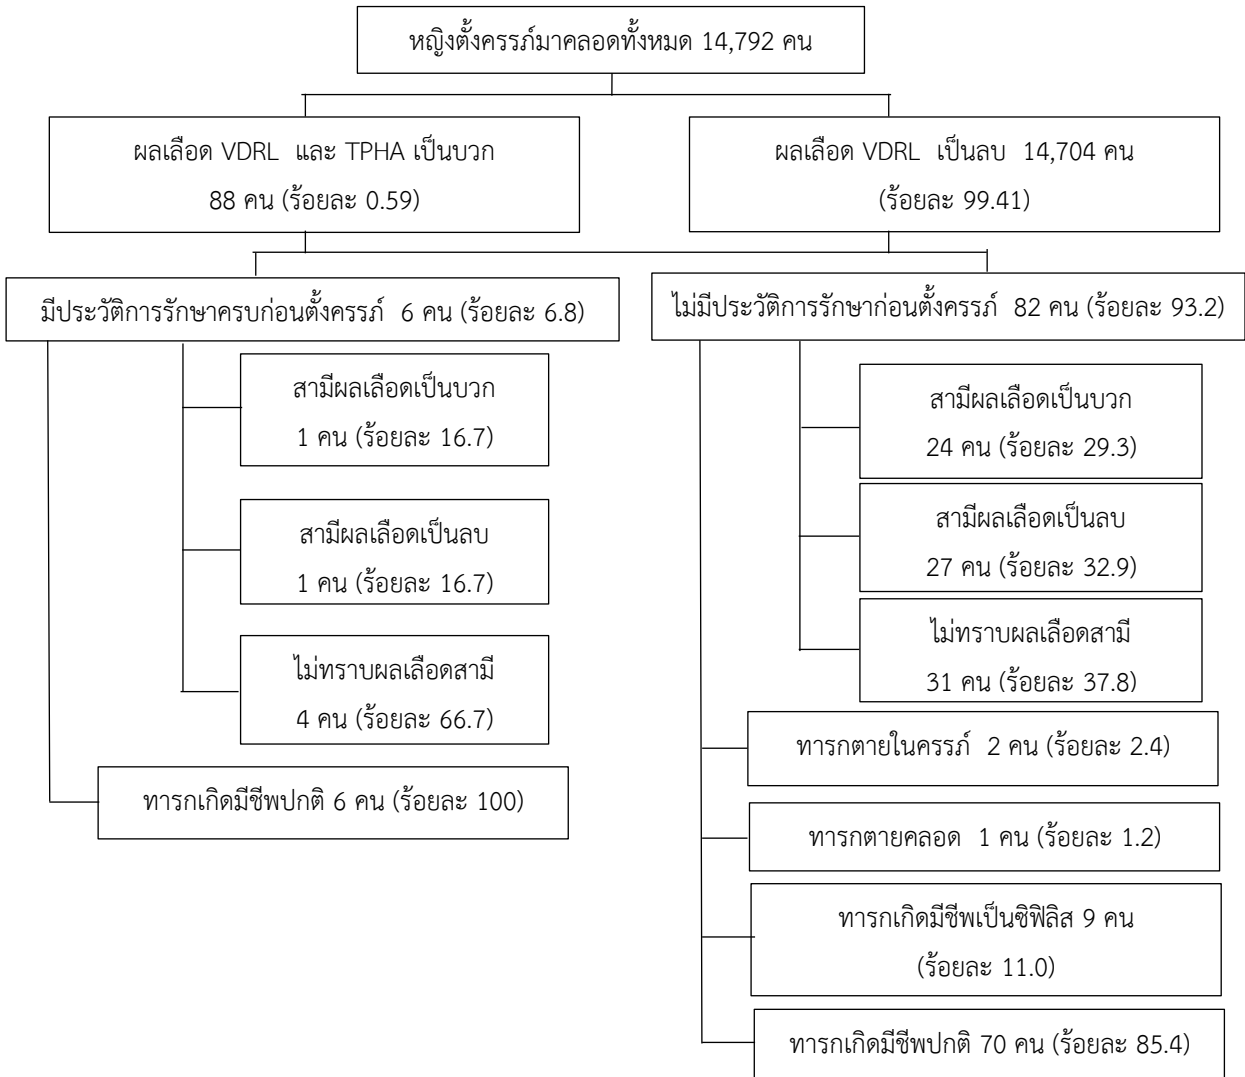 หญิงตั้งครรภ์มาคลอดทั้งหมด 14,792 คน
ผลเลือด VDRL และ TPHA เป็นบวก
88 คน (ร้อยละ 0.59)
ผลเลือด VDRL เป็นลบ 14,704 คน
(ร้อยละ 99.41)
มีประวัติการรักษาครบก่อนตั้งครรภ์ 6 คน (ร้อยละ 6.8)
สามีผลเลือดเป็นบวก
1 คน (ร้อยละ 16.7)
สามีผลเลือดเป็นลบ
1 คน (ร้อยละ 16.7)
ไม่ทราบผลเลือดสามี
4 คน (ร้อยละ 66.7)
ทารกเกิดมีชีพปกติ 6 คน (ร้อยละ 100)
ไม่มีประวัติการรักษาก่อนตั้งครรภ์ 82 คน (ร้อยละ 93.2)
สามีผลเลือดเป็นบวก
24 คน (ร้อยละ 29.3)
สามีผลเลือดเป็นลบ
27 คน (ร้อยละ 32.9)
ไม่ทราบผลเลือดสามี
31 คน (ร้อยละ 37.8)
ทารกตายในครรภ์ 2 คน (ร้อยละ 2.4)
ทารกตายคลอด 1 คน (ร้อยละ 1.2)
ทารกเกิดมีชีพเป็นซิฟิลิส 9 คน
(ร้อยละ 11.0)
ทารกเกิดมีชีพปกติ 70 คน (ร้อยละ 85.4)